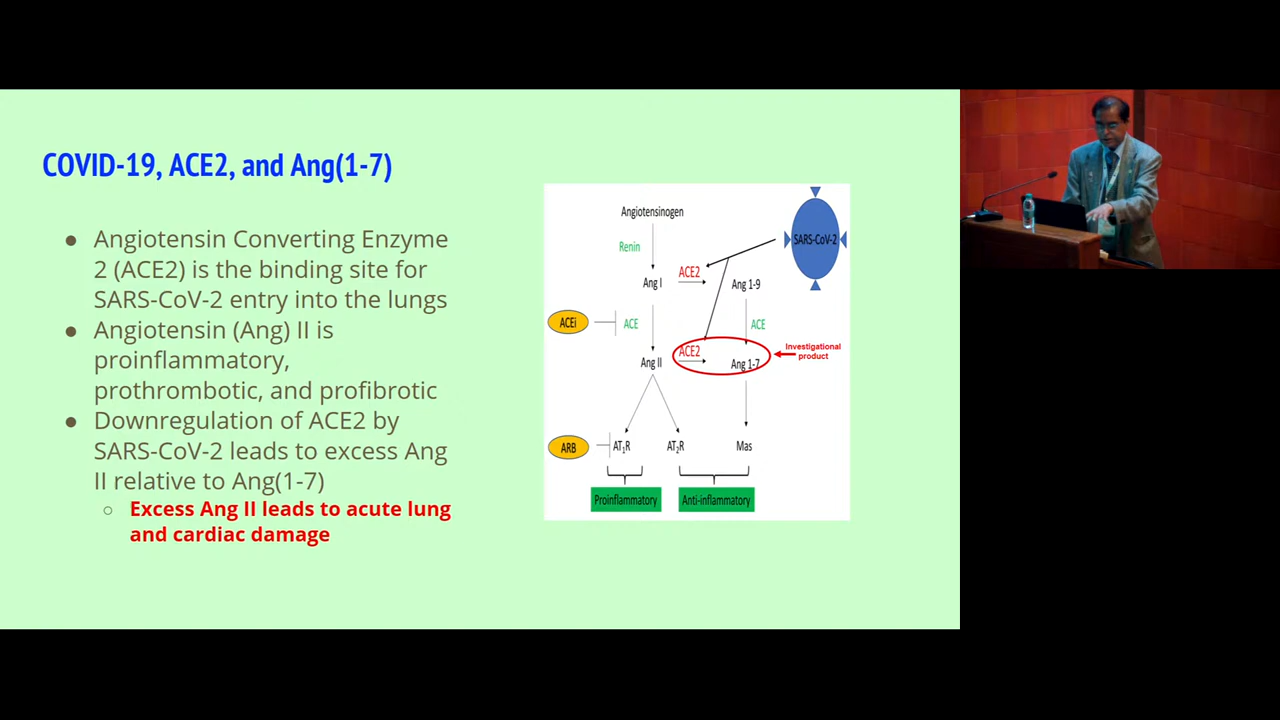 COVID-19, ACE2, and Ang(1-7)
● Angiotensin Converting Enzyme
2 (ACE2) is the binding site for
SARS-CoV-2 entry into the lungs
● Angiotensin (Ang) II is
proinflammatory,
prothrombotic, and profibrotic
● Downregulation of ACE2 by
SARS-CoV-2 leads to excess Ang
II relative to Ang(1-7)
○ Excess Ang II leads to acute lung
and cardiac damage
Angiotensinogen
SARS-CoV-2
Renin
ACE2
Ang I
Ang 1-9
ACEi
ACE
ACE
Investigational
product
ACE2
Ang II
Ang 1-7
ARB
AT₁R
AT₂R
Mas
Proinflammatory
Anti-inflammatory